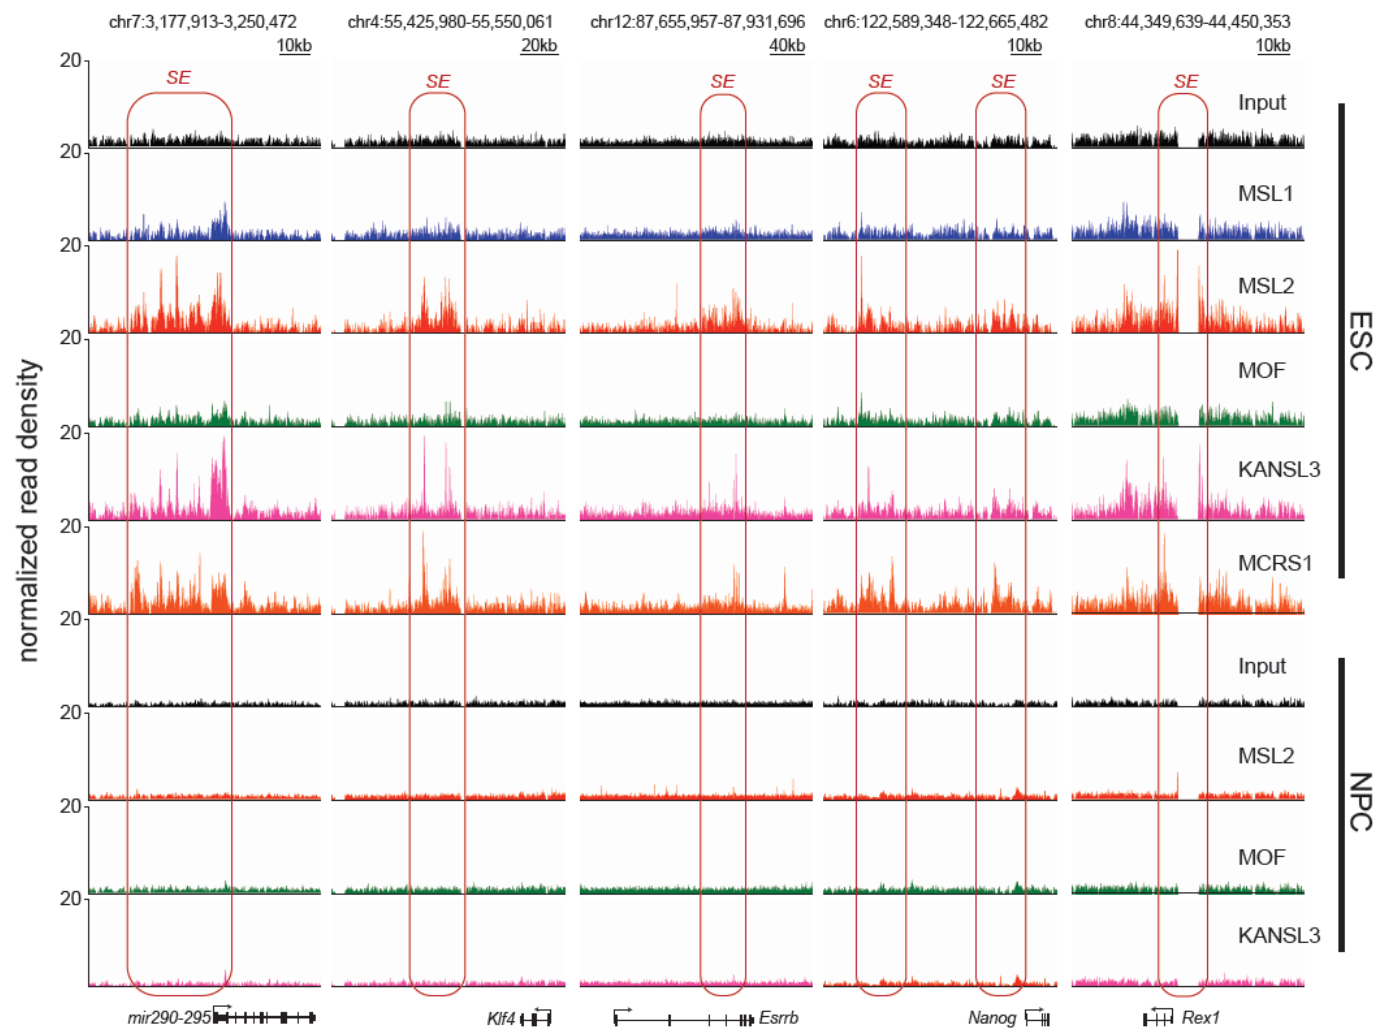 chr7:3,177,913-3,250,472 chr4:55,425,980-55,550,061 chr12:87,655,957-87,931,696 chr6:122,589,348-122,665,482 chr8:44,349,639-44,450,353
10kb 20kb 40kb 10kb 10kb
20
SE SE SE SE SE SE
Input
20
MSL1
20
MSL2
20
MOF
20
KANSL3
20
MCRS1
20
Input
20
MSL2
20
MOF
20
KANSL3
normalized read density
ESC
NPC
mir290-295 Klf4 Esrrb Nanog Rex1